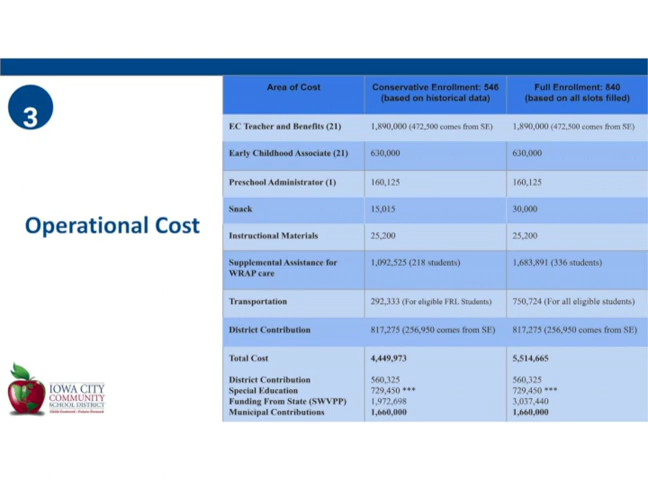 3
Operational Cost
Area of Cost
Conservative Enrollment: 546
(based on historical data)
Full Enrollment: 840
(based on all slots filled)
EC Teacher and Benefits (21)
1,890,000 (472,500 comes from SE)
1,890,000 (472,500 comes from SE)
Early Childhood Associate (21)
630,000
630,000
Preschool Administrator (1)
160,125
160,125
Snack
15,015
30,000
Instructional Materials
25,200
25,200
Supplemental Assistance for
WRAP care
1,092,525 (218 students)
1,683,891 (336 students)
Transportation
292,333 (For eligible FRL Students)
750,724 (For all eligible students)
District Contribution
817,275 (256,950 comes from SE)
817,275 (256,950 comes from SE)
Total Cost
4,449,973
5,514,665
District Contribution
560,325
560,325
Special Education
729,450 ***
729,450 ***
Funding From State (SWVPP)
1,972,698
3,037,440
Municipal Contributions
1,660,000
1,660,000
IOWA CITY
COMMUNITY
SCHOOL DISTRICT